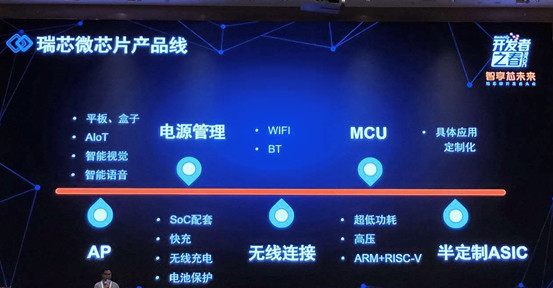 瑞芯微芯片产品线
开发者
之春
智享芯未来
• 平板、盒子
• AIoT
• 智能视觉
• 智能语音
电源管理
• WIFI
• BT
MCU
• 具体应用
定制化
AP
• SoC配套
• 快充
• 无线充电
• 电池保护
无线连接
• 超低功耗
• 高压
• ARM+RISC-V
半定制ASIC